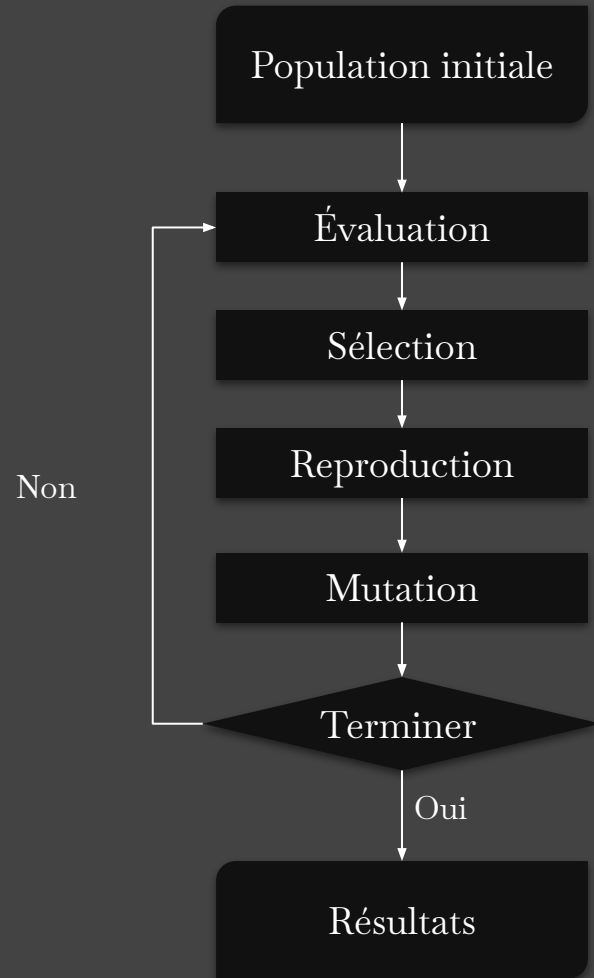 Population initiale
Évaluation
Sélection
Reproduction
Non
Mutation
Terminer
Oui
Résultats